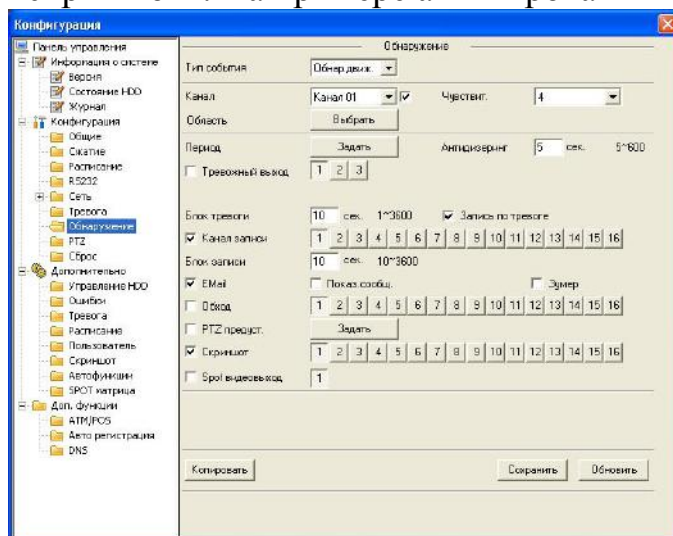 Конфигурация
Панель управления
Информация о системе
Версия
Состояние HDD
Журнал
Конфигурация
Общие
Сжатие
Расписание
RS232
Сеть
Тревога
Обнаружение
PTZ
Сброс
Дополнительно
Управление HDD
Ошибки
Тревога
Расписание
Пользователь
Скриншот
Автофункции
SPOT матрица
Доп. функции
ATM/POS
Авто регистрация
DNS
Обнаружение
Тип события Обнар.движ.
Канал Канал 01 Чувствит. 4
Область Выбрать
Период Задать Антидизеринг 5 сек. 5~600
Тревожный выход 1 2 3
Блок тревоги 10 сек. 1~3600 Запись по тревоге
Канал записи 1 2 3 4 5 6 7 8 9 10 11 12 13 14 15 16
Блок записи 10 сек. 10~3600
EMail Показ сообщ. Зумер
Обход 1 2 3 4 5 6 7 8 9 10 11 12 13 14 15 16
PTZ предуст. Задать
Скриншот 1 2 3 4 5 6 7 8 9 10 11 12 13 14 15 16
Spot видеовыход 1
Копировать Сохранить Обновить